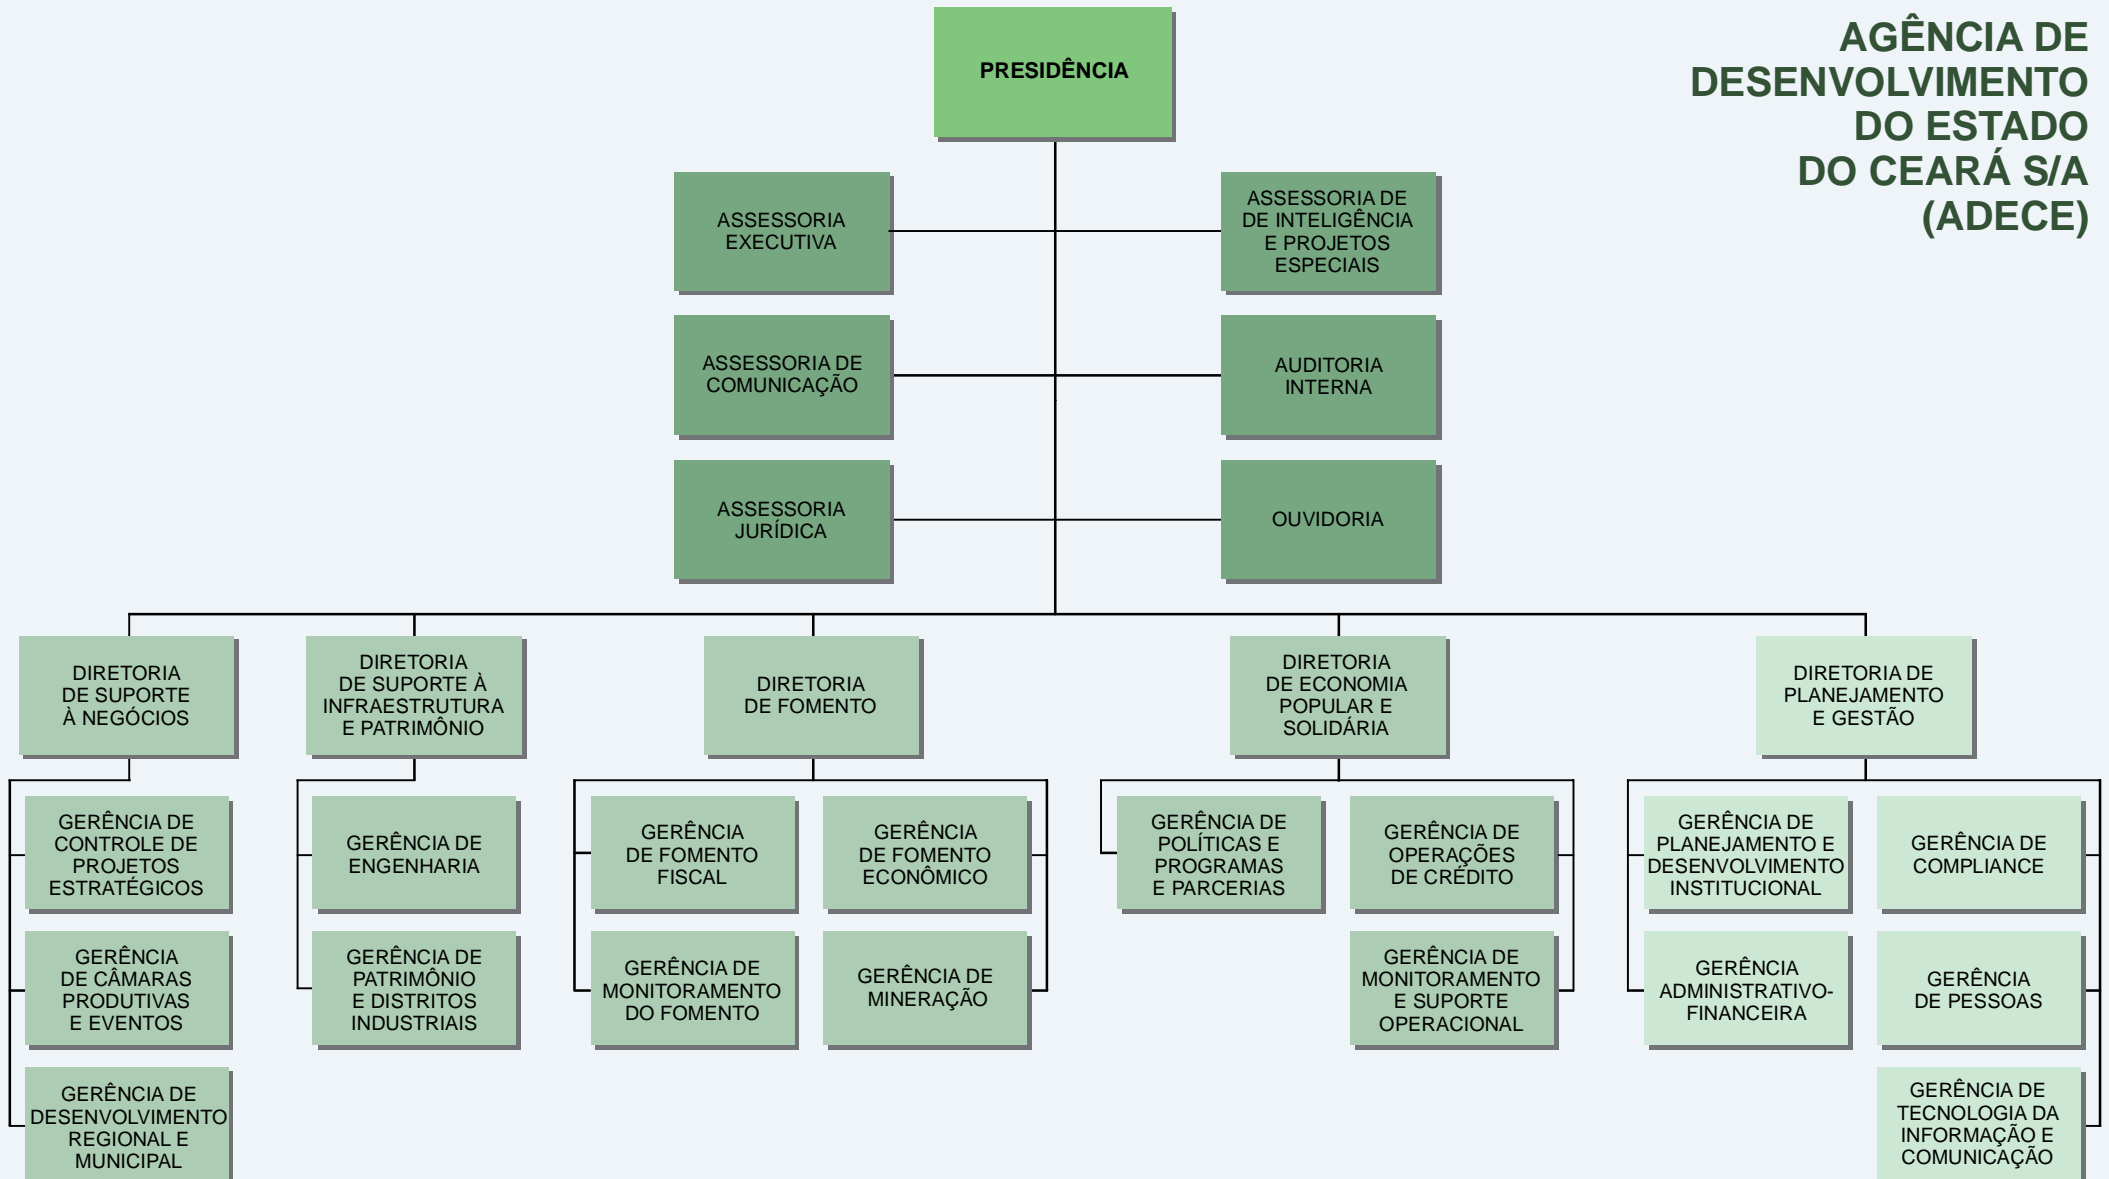 PRESIDÊNCIA
AGÊNCIA DE
DESENVOLVIMENTO
DO ESTADO
DO CEARÁ S/A
(ADECE)
ASSESSORIA
EXECUTIVA
ASSESSORIA DE
DE INTELIGÊNCIA
E PROJETOS
ESPECIAIS
ASSESSORIA DE
COMUNICAÇÃO
AUDITORIA
INTERNA
ASSESSORIA
JURÍDICA
OUVIDORIA
DIRETORIA
DE SUPORTE
À NEGÓCIOS
DIRETORIA
DE SUPORTE À
INFRAESTRUTURA
E PATRIMÔNIO
DIRETORIA
DE FOMENTO
DIRETORIA
DE ECONOMIA
POPULAR E
SOLIDÁRIA
DIRETORIA DE
PLANEJAMENTO
E GESTÃO
GERÊNCIA DE
CONTROLE DE
PROJETOS
ESTRATÉGICOS
GERÊNCIA DE
ENGENHARIA
GERÊNCIA
DE FOMENTO
FISCAL
GERÊNCIA
DE FOMENTO
ECONÔMICO
GERÊNCIA DE
POLÍTICAS E
PROGRAMAS
E PARCERIAS
GERÊNCIA DE
OPERAÇÕES
DE CRÉDITO
GERÊNCIA DE
PLANEJAMENTO E
DESENVOLVIMENTO
INSTITUCIONAL
GERÊNCIA DE
COMPLIANCE
GERÊNCIA
DE CÂMARAS
PRODUTIVAS
E EVENTOS
GERÊNCIA DE
PATRIMÔNIO
E DISTRITOS
INDUSTRIAIS
GERÊNCIA DE
MONITORAMENTO
DO FOMENTO
GERÊNCIA DE
MINERAÇÃO
GERÊNCIA DE
MONITORAMENTO
E SUPORTE
OPERACIONAL
GERÊNCIA
ADMINISTRATIVO-
FINANCEIRA
GERÊNCIA
DE PESSOAS
GERÊNCIA DE
DESENVOLVIMENTO
REGIONAL E
MUNICIPAL
GERÊNCIA DE
TECNOLOGIA DA
INFORMAÇÃO E
COMUNICAÇÃO